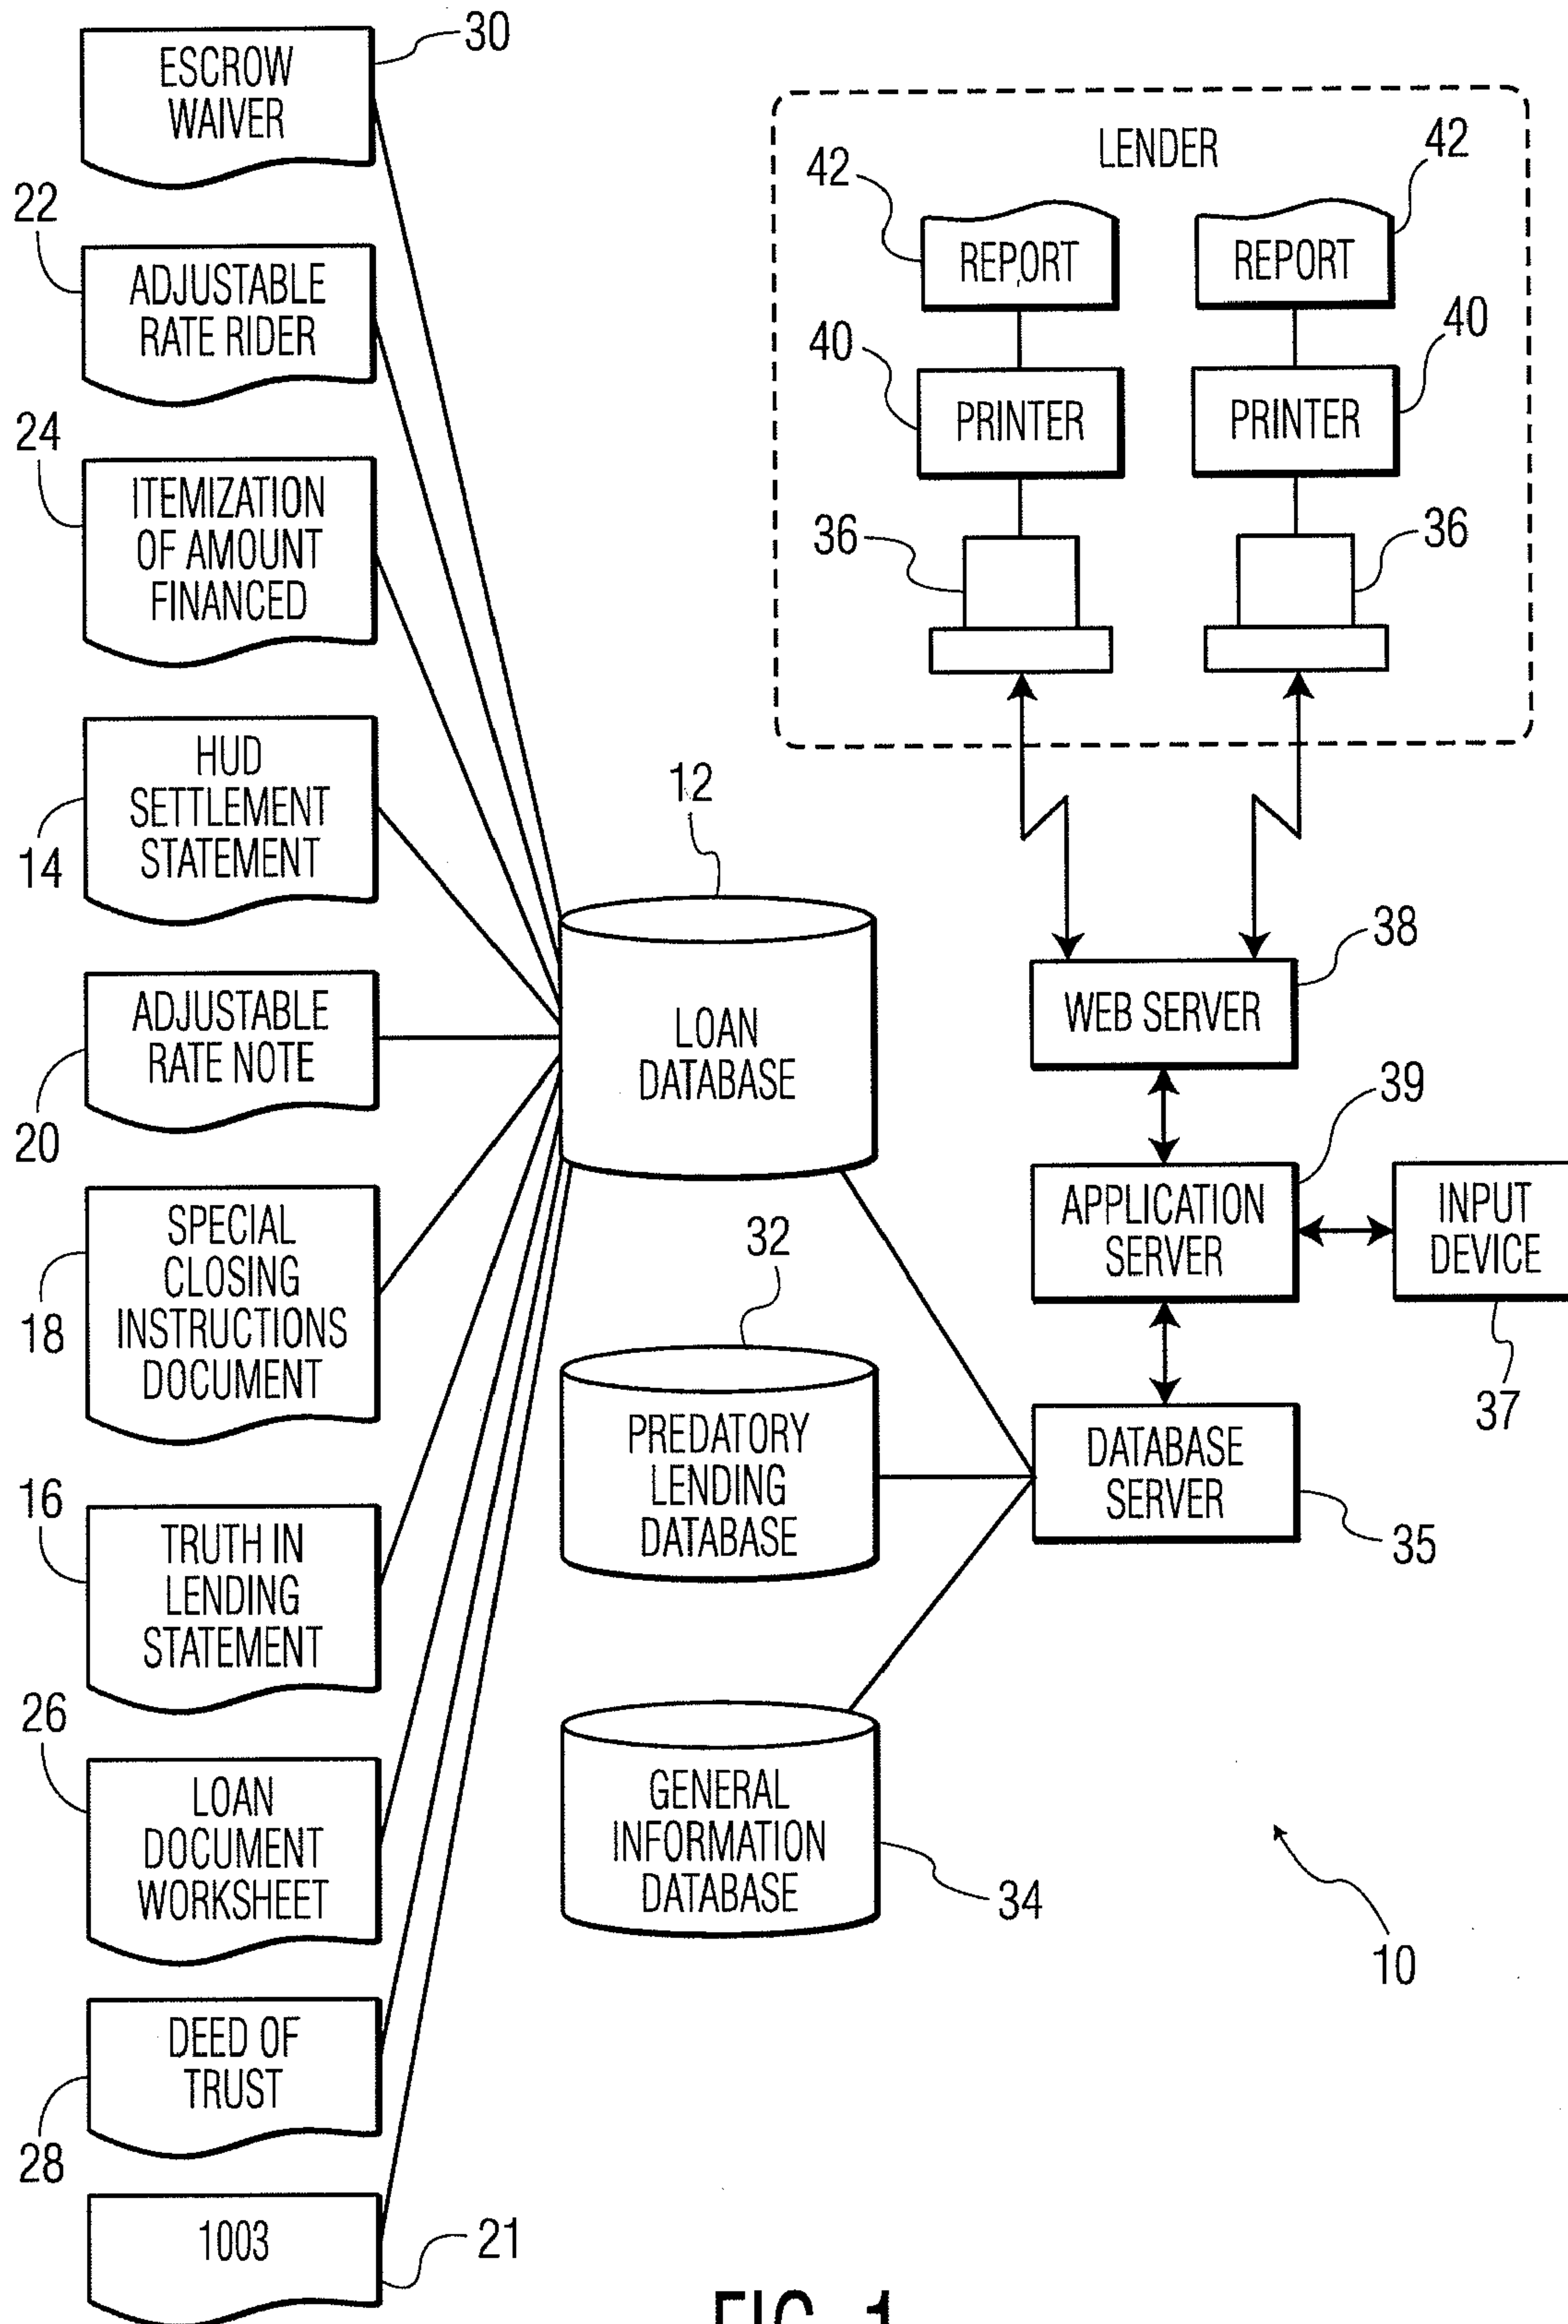 30
ESCROW
WAIVER
22
ADJUSTABLE
RATE RIDER
24
ITEMIZATION
OF AMOUNT
FINANCED
HUD
SETTLEMENT
STATEMENT
14
ADJUSTABLE
RATE NOTE
20
SPECIAL
CLOSING
INSTRUCTIONS
DOCUMENT
18
16
TRUTH IN
LENDING
STATEMENT
26
LOAN
DOCUMENT
WORKSHEET
DEED OF
TRUST
28
1003
21
12
LOAN
DATABASE
32
PREDATORY
LENDING
DATABASE
GENERAL
INFORMATION
DATABASE
34
LENDER
42
REPORT
42
REPORT
40
PRINTER
40
PRINTER
36
36
38
WEB SERVER
39
APPLICATION
SERVER
INPUT
DEVICE
37
DATABASE
SERVER
35
10
FIG. 1